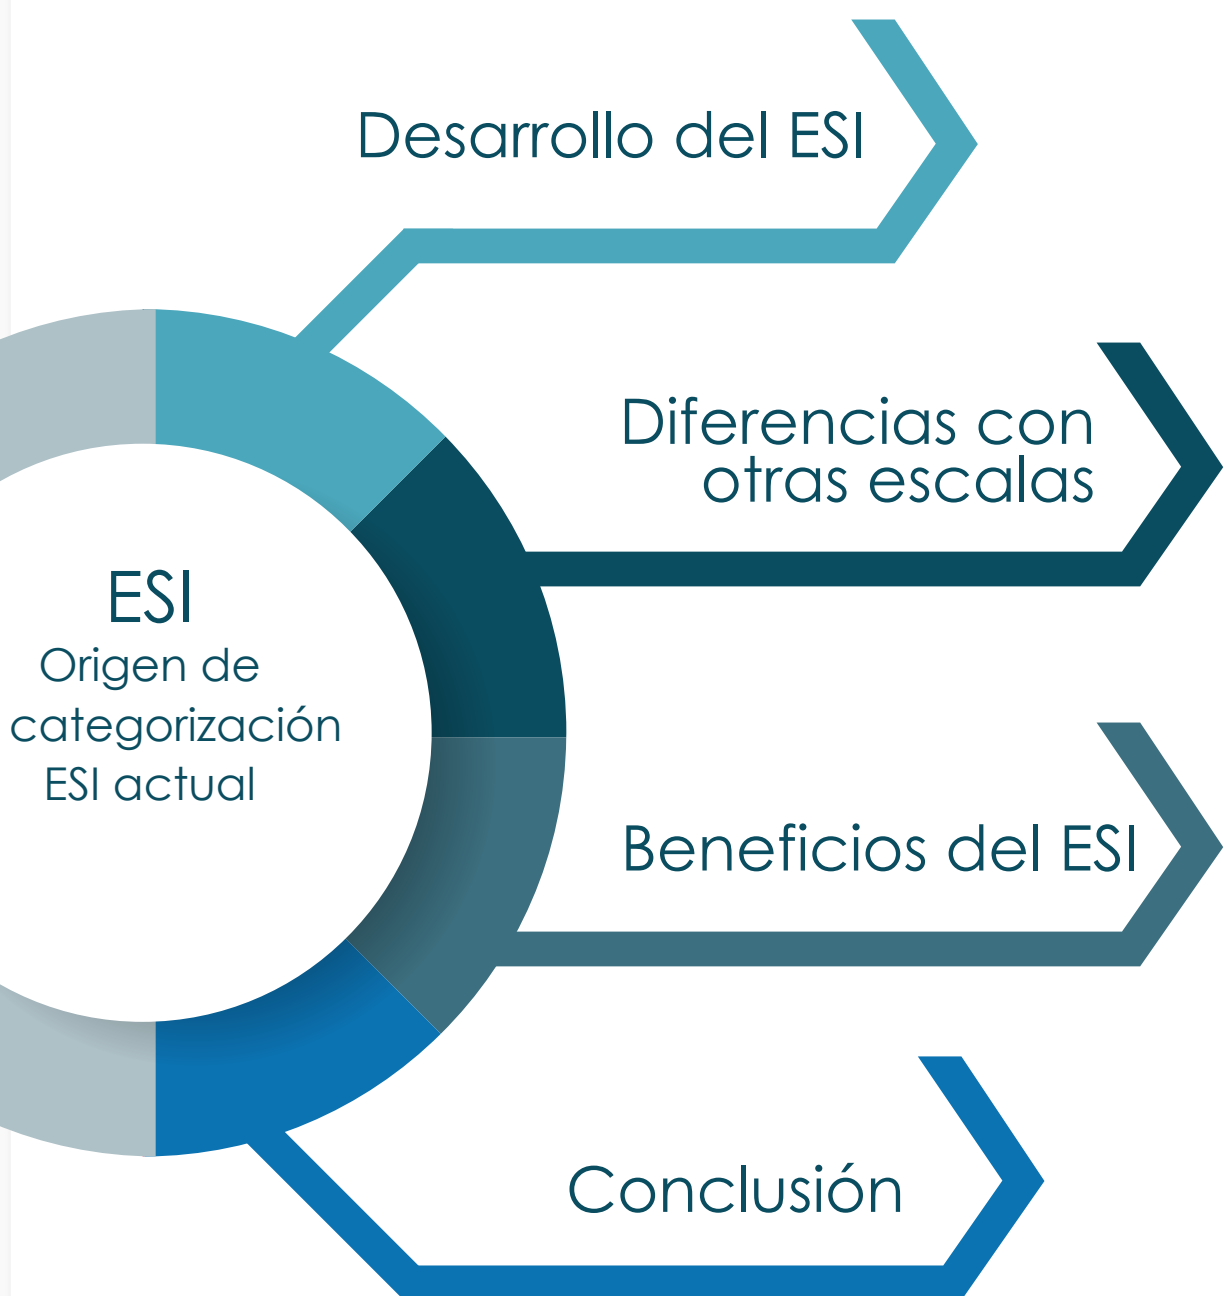 Desarrollo del ESI
Diferencias con
otras escalas
ESI
Origen de
categorización
ESI actual
Beneficios del ESI
Conclusión